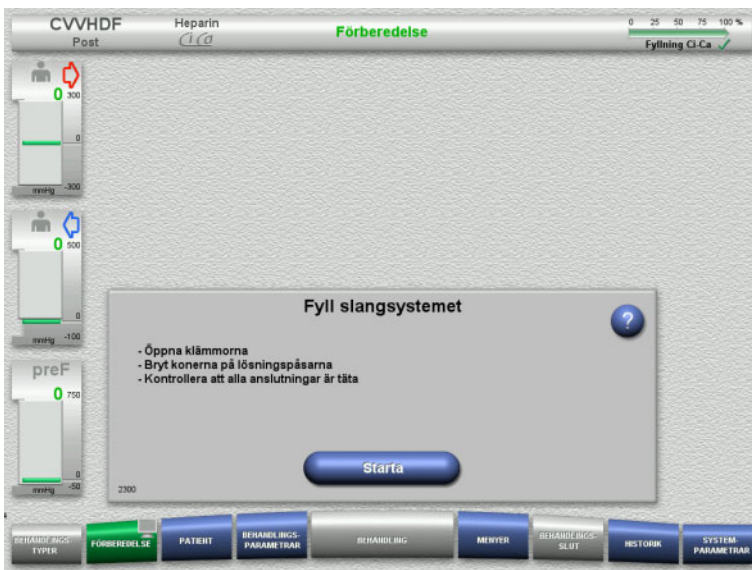 CVVHDF
Post
Heparin
Ci Ca
Förberedelse
0 25 50 75 100 %
Fyllning Ci-Ca
0 300
0
mmHg -300
0 500
0
mmHg -100
preF
0 750
0
mmHg -50
Fyll slangsystemet
?
- Öppna klämmorna
- Bryt konerna på lösningspåsarna
- Kontrollera att alla anslutningar är täta
Starta
2300
BEHANDLINGS-
TYPER
FÖRBEREDELSE
PATIENT
BEHANDLINGS-
PARAMETRAR
BEHANDLING
MENYER
BEHANDLINGS-
SLUT
HISTORIK
SYSTEM-
PARAMETRAR